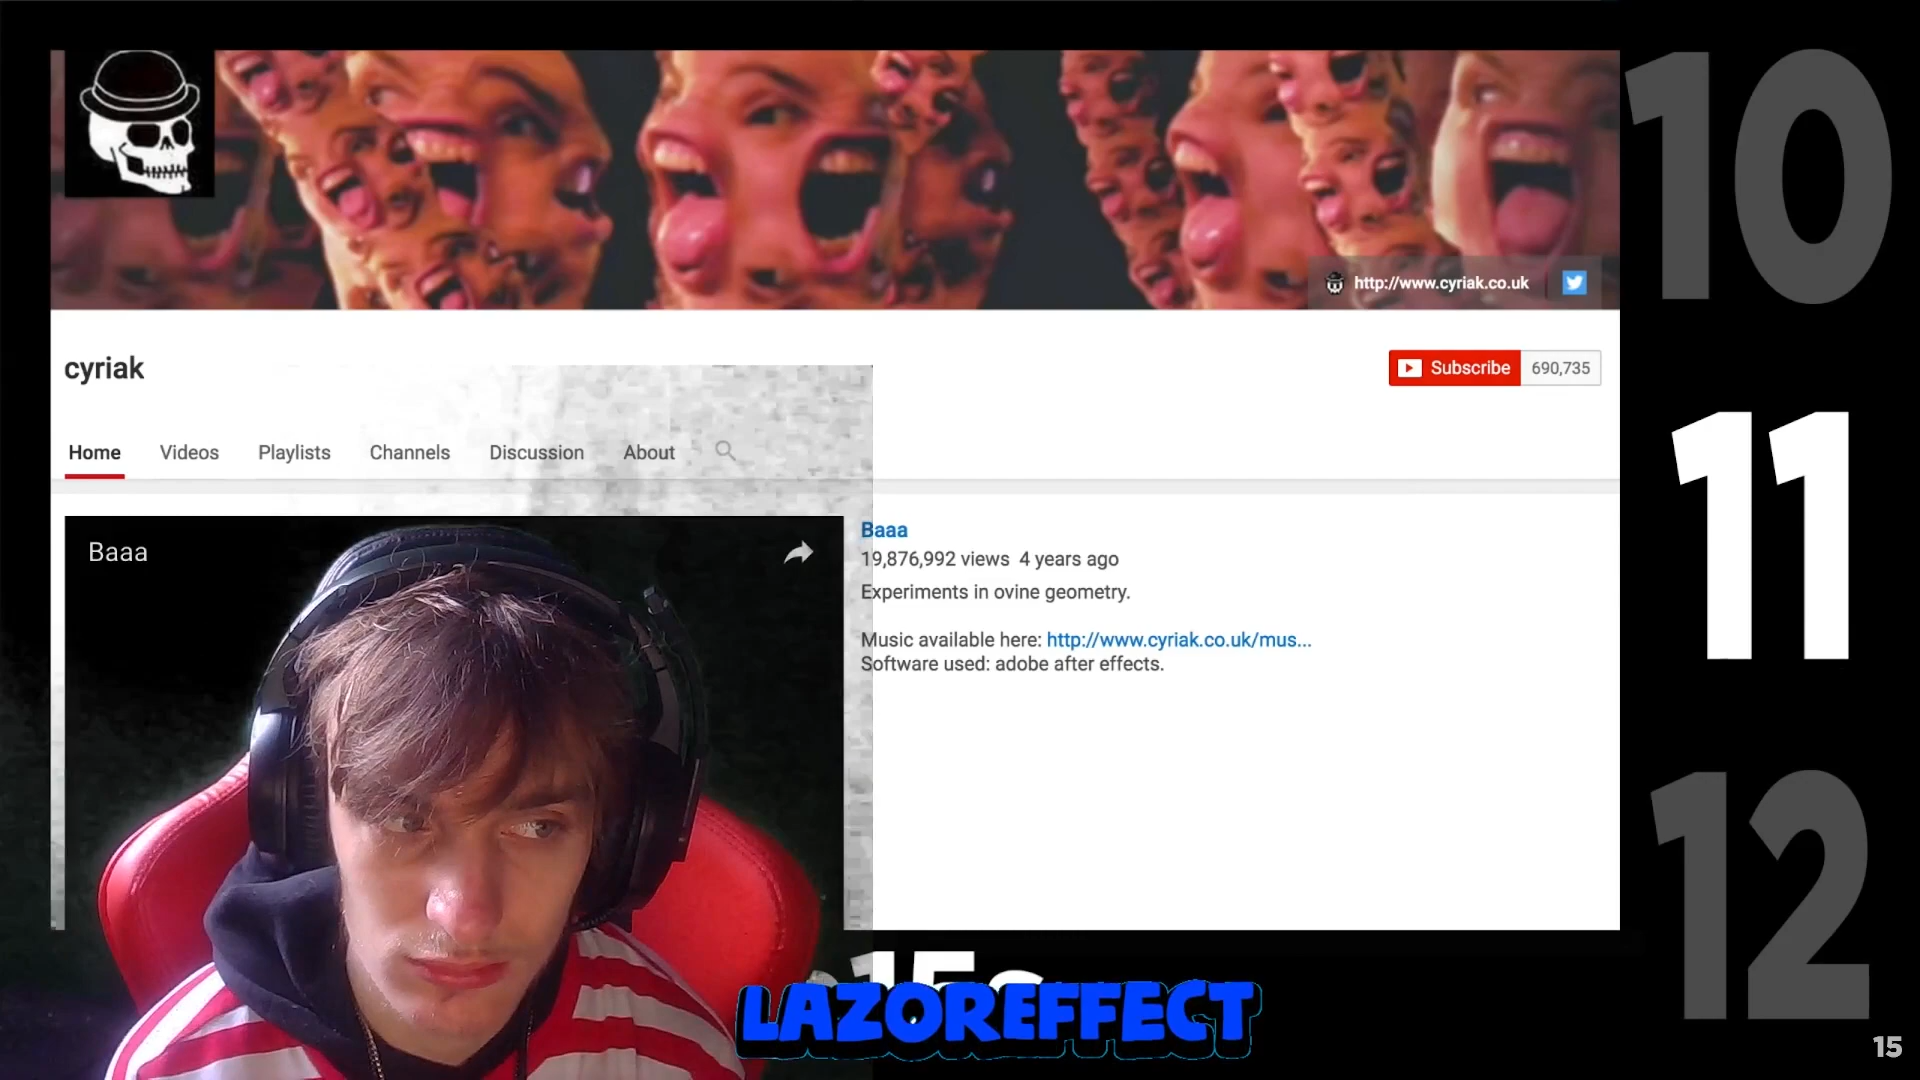 10
http://www.cyriak.co.uk
cyriak
Subscribe 690,735
11
Home Videos Playlists Channels Discussion About
Baaa
Baaa
19,876,992 views 4 years ago
Experiments in ovine geometry.
Music available here: http://www.cyriak.co.uk/mus...
Software used: adobe after effects.
12
LAZOREFFECT
15